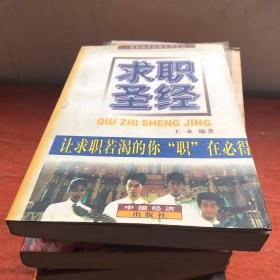 求职
圣经
QIU ZHI SHENG JING
王永 编著
让求职若渴的你“职”在必得
中国经济
出版社